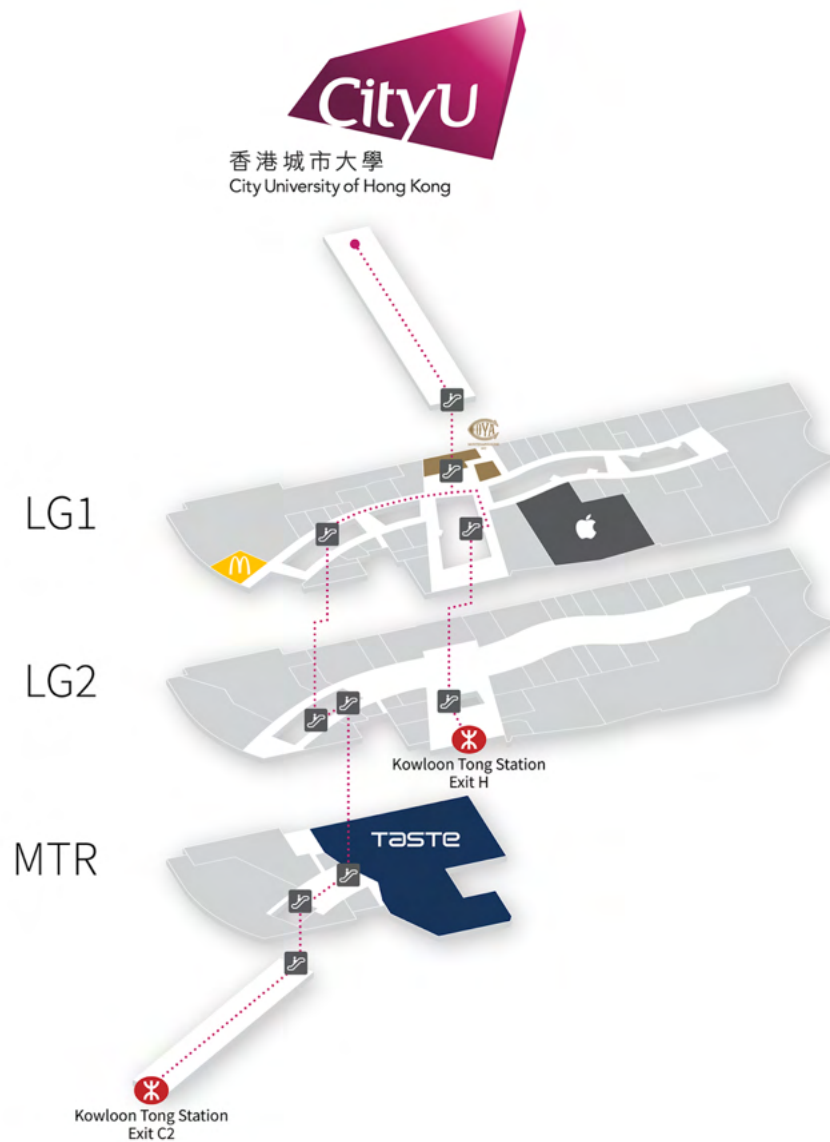 CityU
香港城市大學
City University of Hong Kong
LG1
LG2
Kowloon Tong Station
Exit H
MTR
TaSTe
Kowloon Tong Station
Exit C2